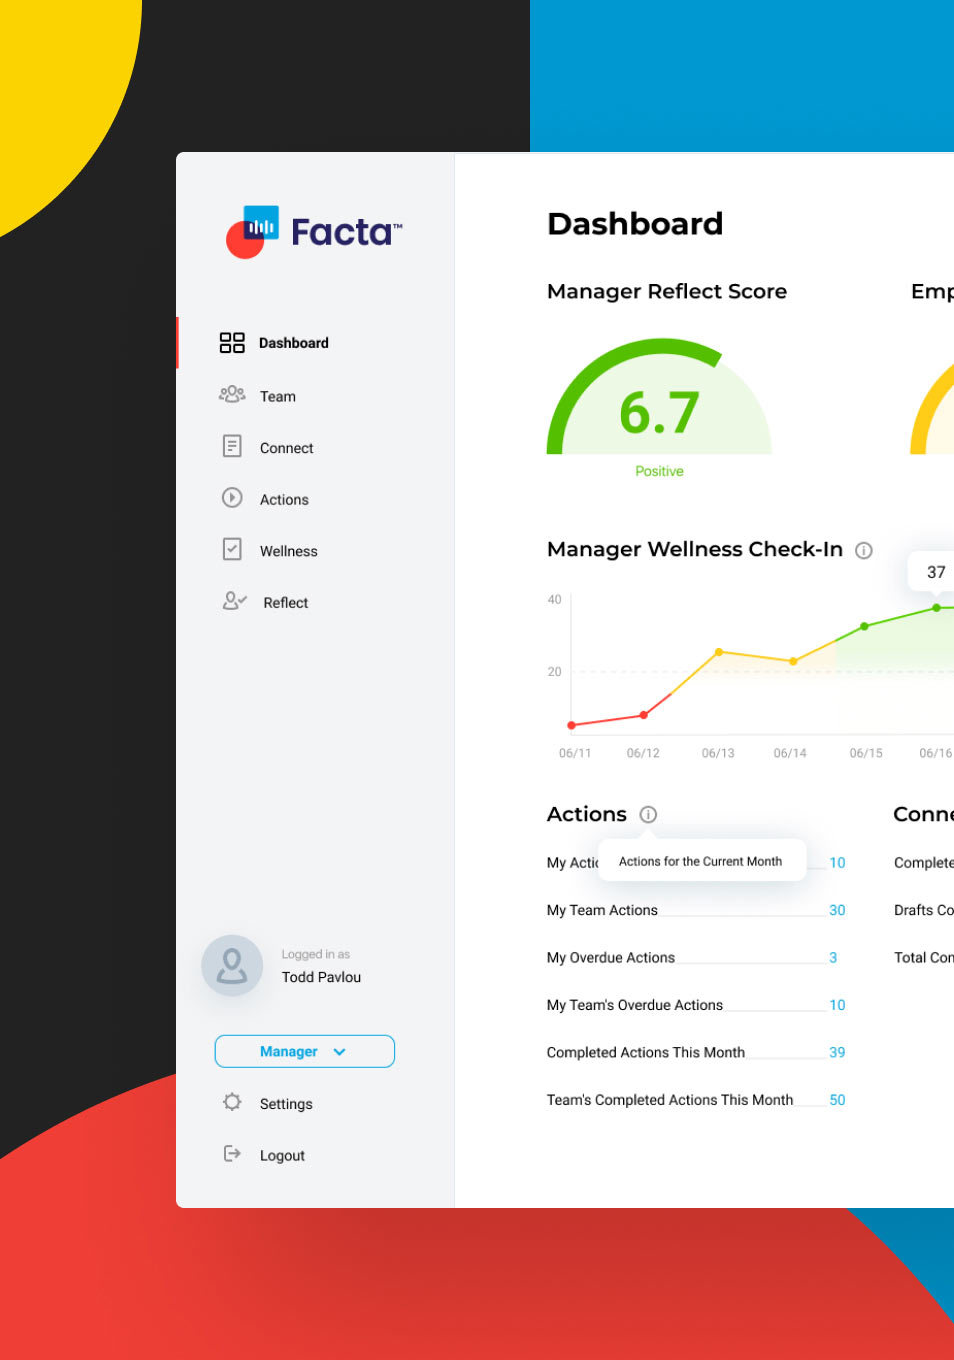 Facta™
Dashboard
Team
Connect
Actions
Wellness
Reflect
Logged in as
Todd Pavlou
Manager
Settings
Logout
Dashboard
Manager Reflect Score
6.7
Positive
Emp
Manager Wellness Check-In
37
40
20
06/11 06/12 06/13 06/14 06/15 06/16
Actions
Actions for the Current Month
My Actio 10
My Team Actions 30
My Overdue Actions 3
My Team's Overdue Actions 10
Completed Actions This Month 39
Team's Completed Actions This Month 50
Conne
Complete
Drafts Co
Total Con